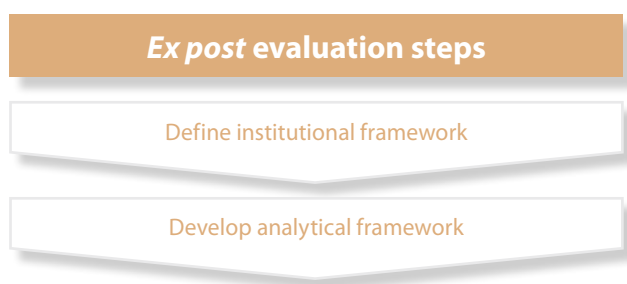 Ex post evaluation steps
Define institutional framework
Develop analytical framework